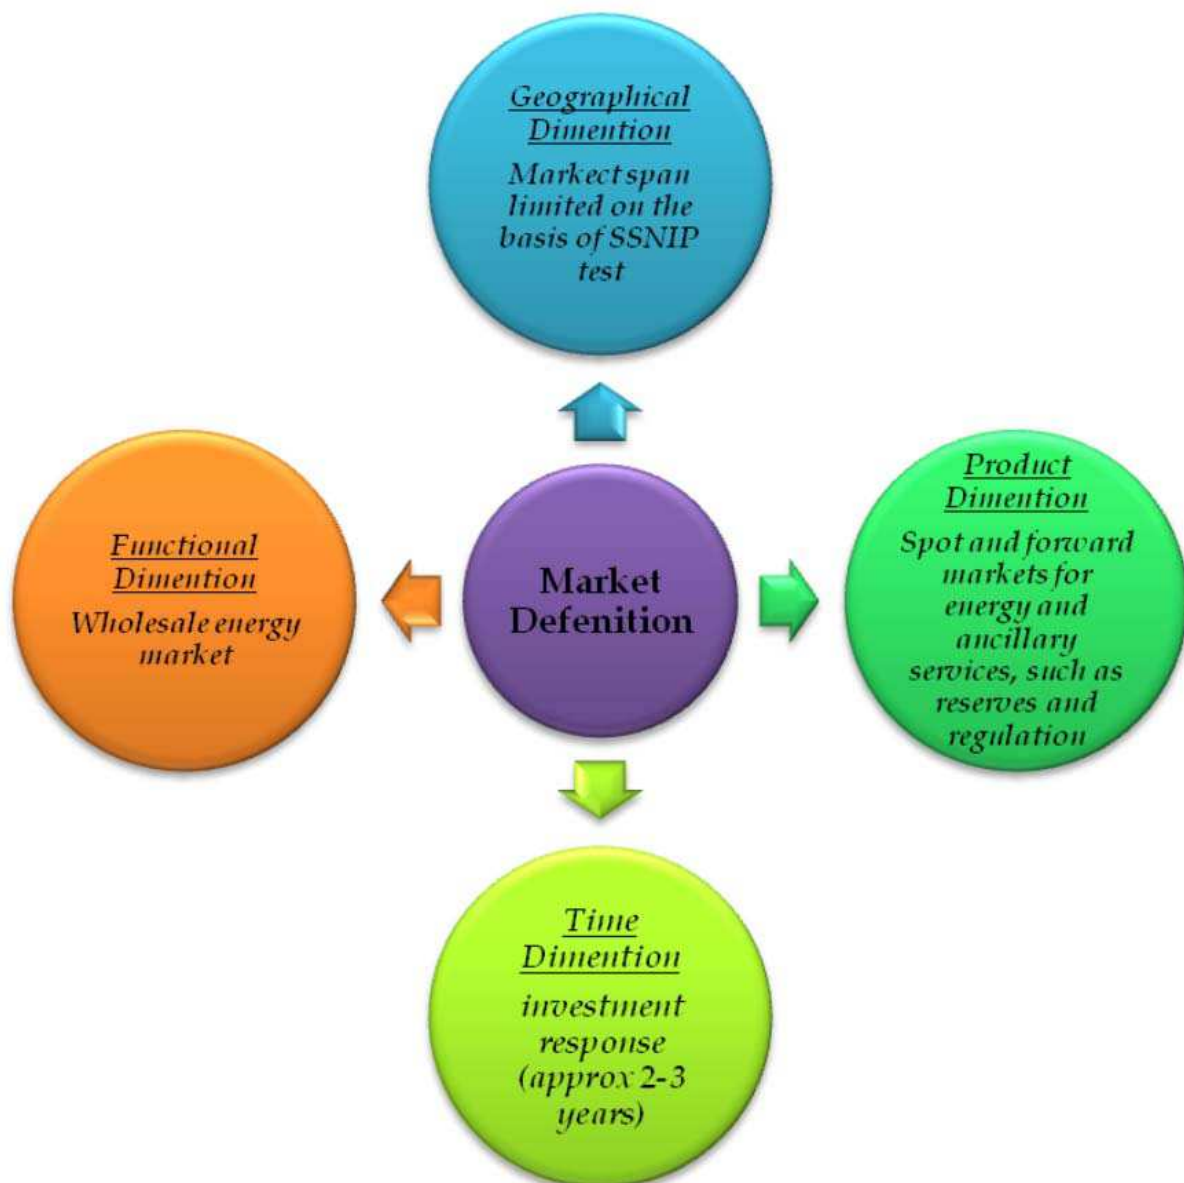 Geographical
Dimention
Markect span
limited on the
basis of SSNIP
test
Functional
Dimention
Wholesale energy
market
Market
Defenition
Product
Dimention
Spot and forward
markets for
energy and
ancillary
services, such as
reserves and
regulation
Time
Dimention
investment
response
(approx 2-3
years)